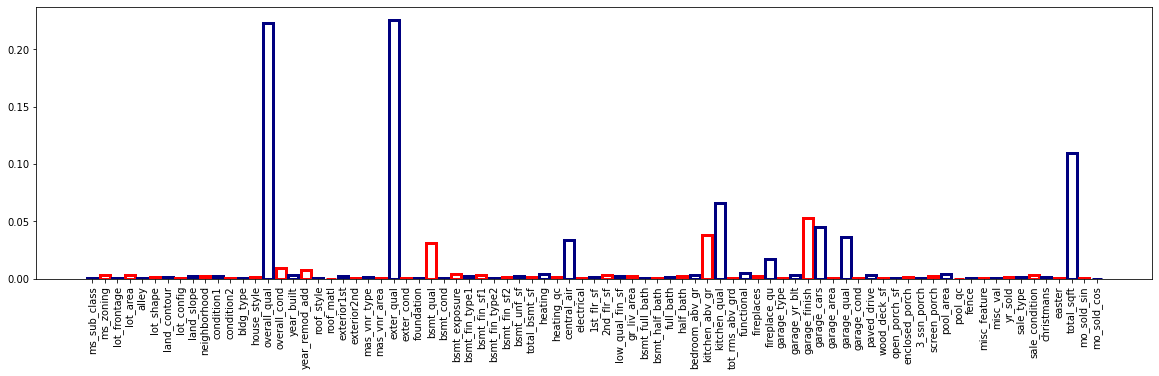 0.20
0.15
0.10
0.05
0.00
ms_sub_class
ms_zoning
lot_frontage
lot_area
alley
lot_shape
land_contour
lot_config
land_slope
neighborhood
condition1
condition2
bldg_type
house_style
overall_qual
overall_cond
year_built
year_remod_add
roof_style
roof_matl
exterior1st
exterior2nd
mas_vnr_type
mas_vnr_area
exter_qual
exter_cond
foundation
bsmt_qual
bsmt_cond
bsmt_exposure
bsmt_fin_type1
bsmt_fin_sf1
bsmt_fin_type2
bsmt_fin_sf2
bsmt_unf_sf
total_bsmt_sf
heating
heating_qc
central_air
electrical
1st_flr_sf
2nd_flr_sf
low_qual_fin_sf
gr_liv_area
bsmt_full_bath
bsmt_half_bath
full_bath
half_bath
bedroom_abv_gr
kitchen_abv_gr
kitchen_qual
tot_rms_abv_grd
functional
fireplaces
fireplace_qu
garage_type
garage_yr_blt
garage_finish
garage_cars
garage_area
garage_qual
garage_cond
paved_drive
wood_deck_sf
open_porch_sf
enclosed_porch
3_ssn_porch
screen_porch
pool_area
pool_qc
fence
misc_feature
misc_val
yr_sold
sale_type
sale_condition
christmans
easter
total_sqft
mo_sold_sin
mo_sold_cos